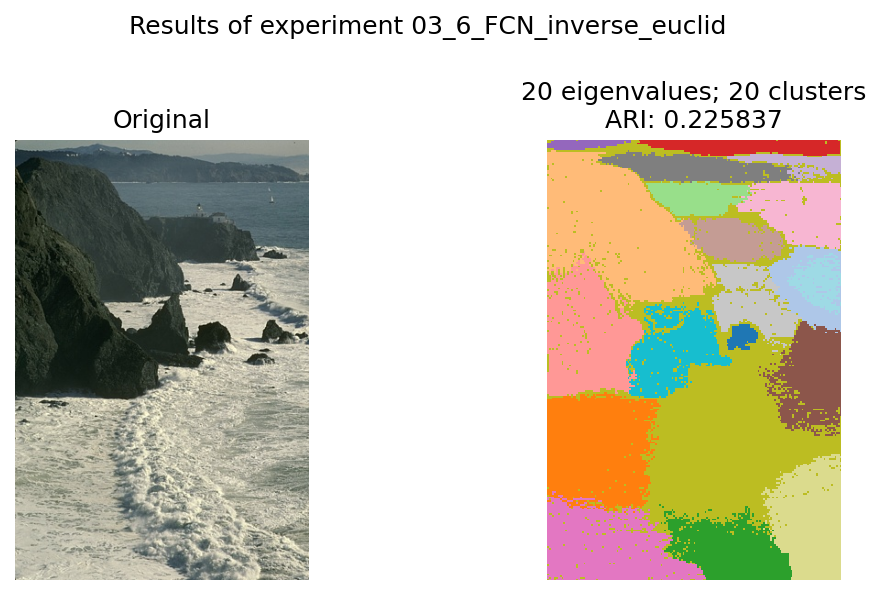 Results of experiment 03_6_FCN_inverse_euclid
Original
20 eigenvalues; 20 clusters
ARI: 0.225837